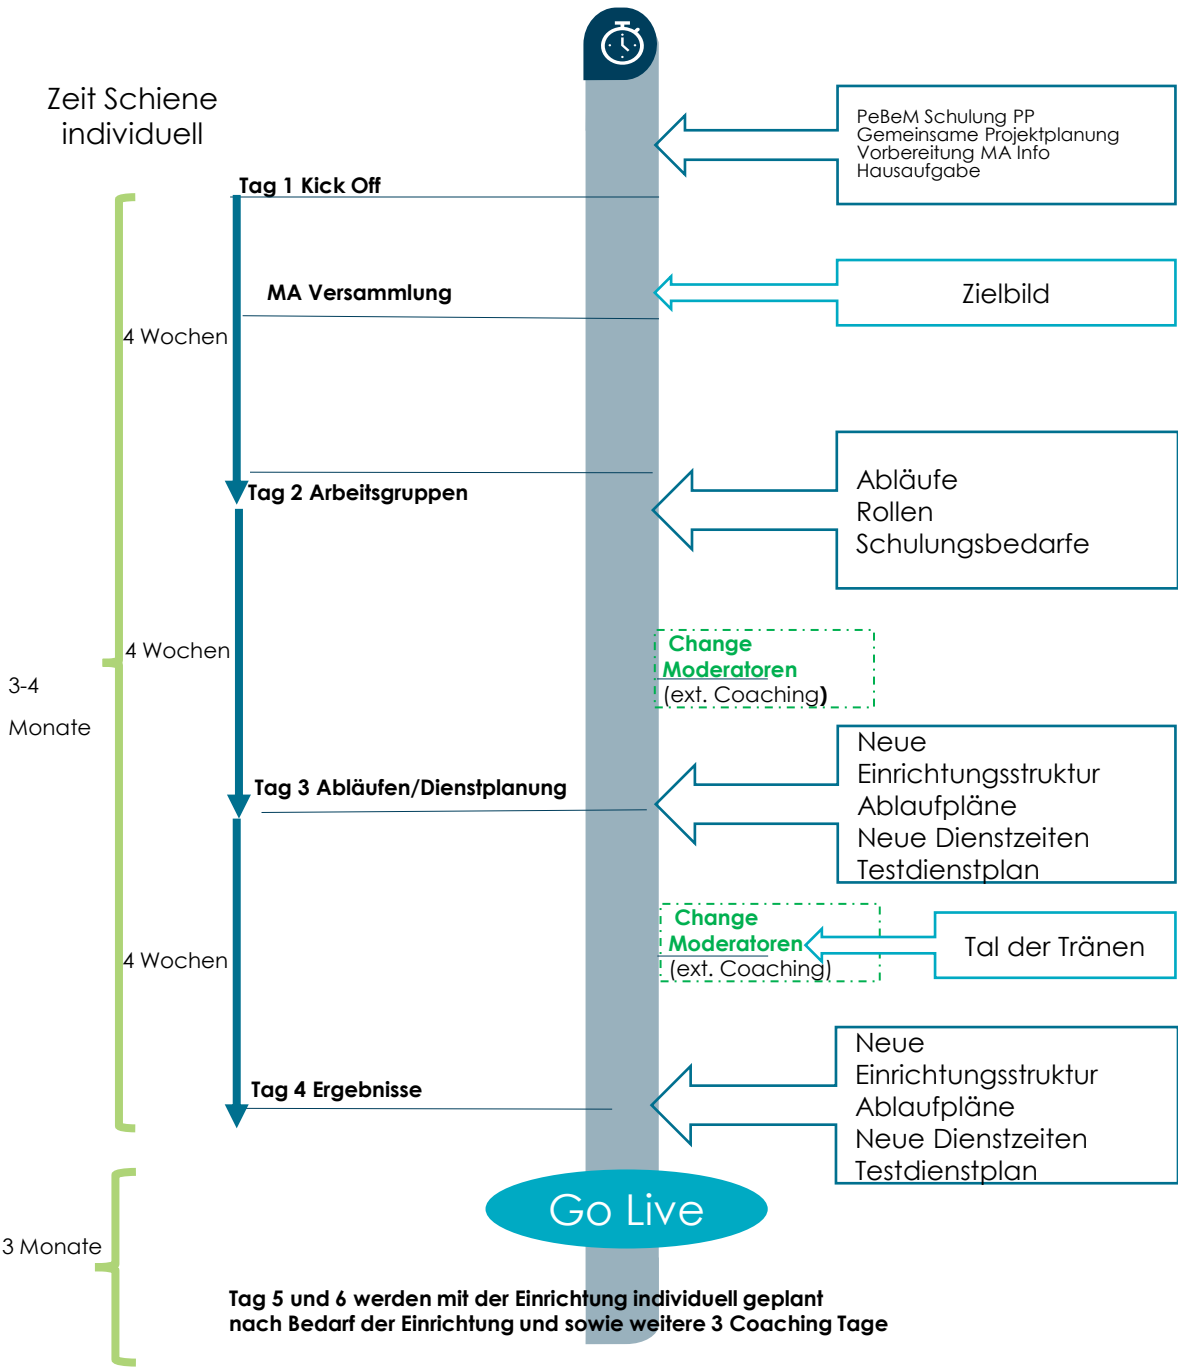 Zeit Schiene
individuell
PeBeM Schulung PP
Gemeinsame Projektplanung
Vorbereitung MA Info
Hausaufgabe
Tag 1 Kick Off
MA Versammlung
Zielbild
4 Wochen
Tag 2 Arbeitsgruppen
Abläufe
Rollen
Schulungsbedarfe
4 Wochen
Change
Moderatoren
(ext. Coaching)
3-4
Monate
Tag 3 Abläufen/Dienstplanung
Neue
Einrichtungsstruktur
Ablaufpläne
Neue Dienstzeiten
Testdienstplan
Change
Moderatoren
(ext. Coaching)
Tal der Tränen
4 Wochen
Tag 4 Ergebnisse
Neue
Einrichtungsstruktur
Ablaufpläne
Neue Dienstzeiten
Testdienstplan
Go Live
3 Monate
Tag 5 und 6 werden mit der Einrichtung individuell geplant
nach Bedarf der Einrichtung und sowie weitere 3 Coaching Tage